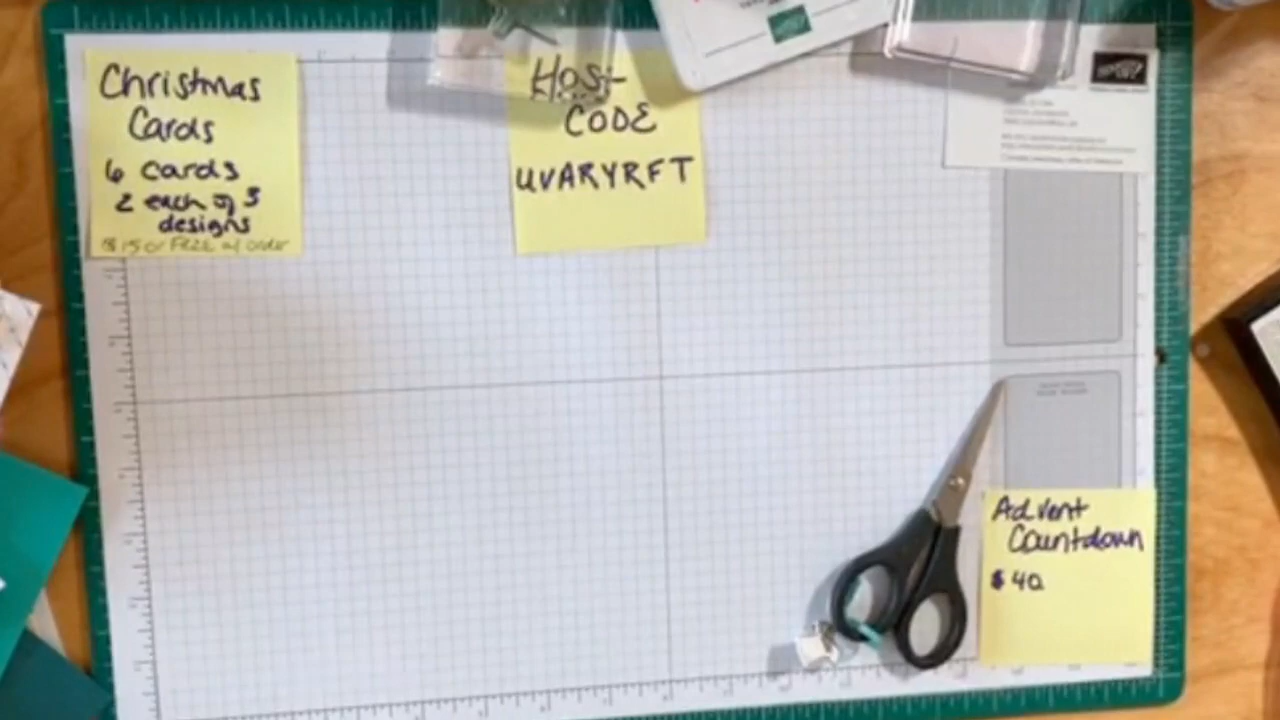 Christmas
Cards
6 cards
2 each of 3
designs
$15 or FREE w/ order
HOST
CODE
UVARYRFT
Advent
Countdown
$40